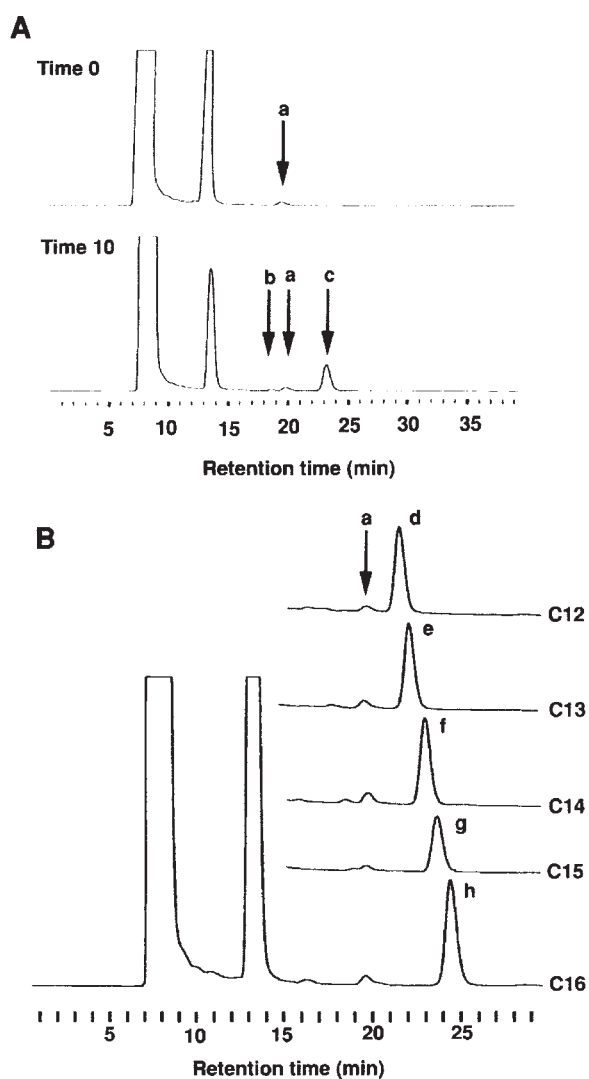 A
Time 0
a
Time 10
b a c
5 10 15 20 25 30 35
Retention time (min)
B
a d
C12
e
C13
f
C14
g
C15
h
C16
5 10 15 20 25
Retention time (min)